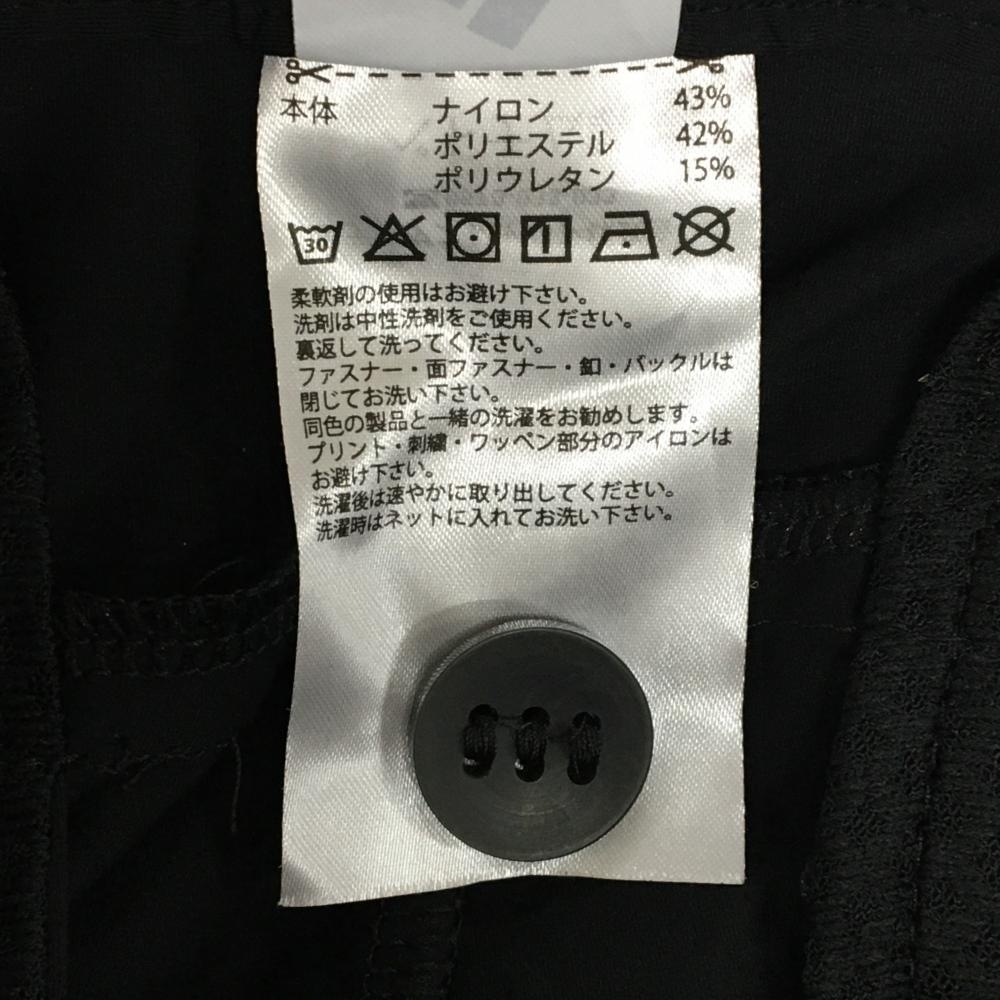 本体 ナイロン 43%
ポリエステル 42%
ポリウレタン 15%
30
柔軟剤の使用はお避け下さい。
洗剤は中性洗剤をご使用ください。
裏返して洗ってください。
ファスナー・面ファスナー・釦・バックルは
閉じてお洗い下さい。
同色の製品と一緒の洗濯をお勧めします。
プリント・刺繍・ワッペン部分のアイロンは
お避け下さい。
洗濯後は速やかに取り出してください。
洗濯時はネットに入れてお洗い下さい。